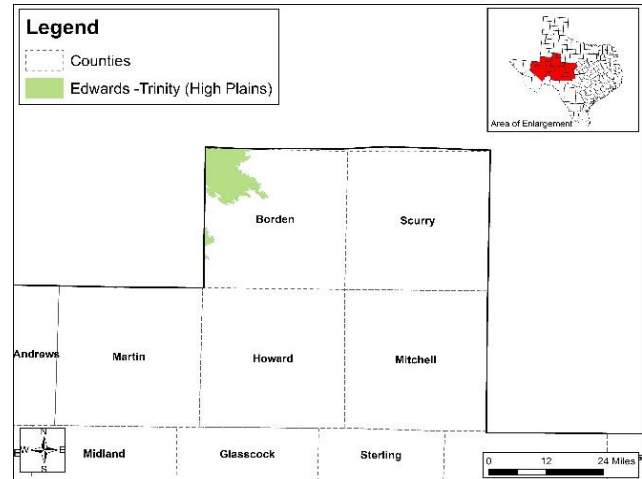 Legend
Counties
Edwards -Trinity (High Plains)
Area of Enlargement
Borden
Scurry
Andrews
Martin
Howard
Mitchell
N
W
E
S
Midland
Glasscock
Sterling
0 12 24 Miles